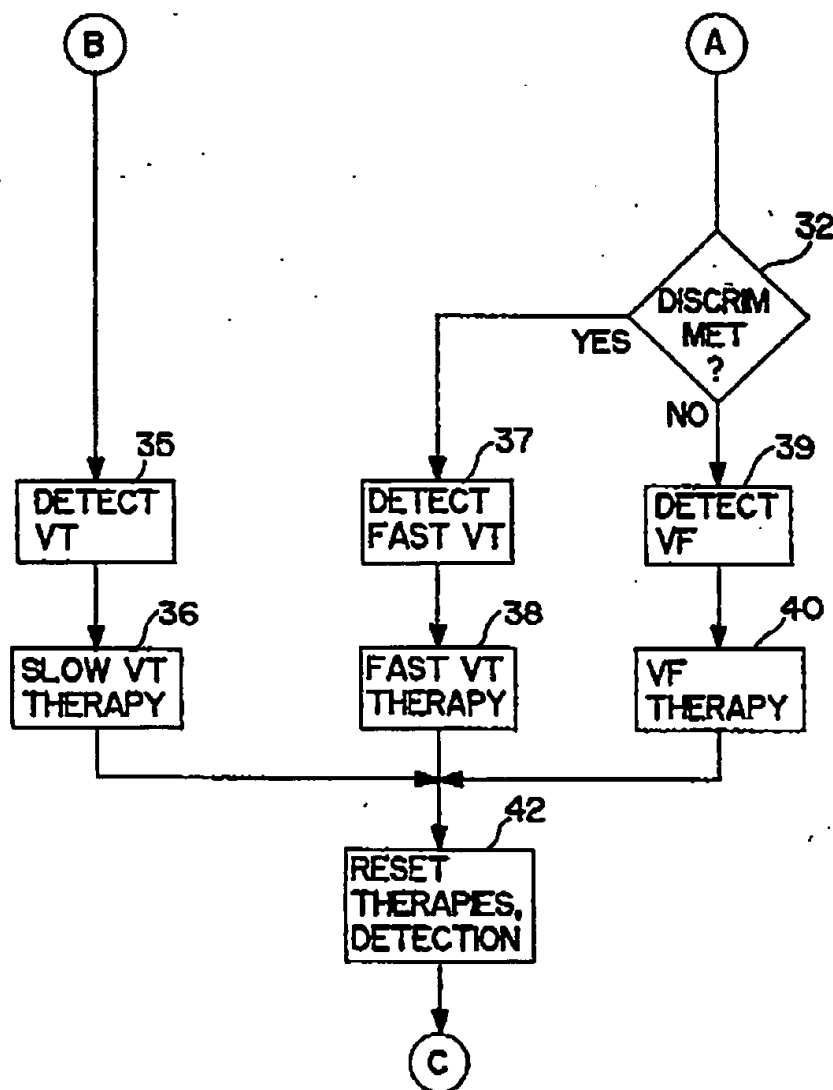 B
A
32
DISCRIM
MET
?
YES
NO
35
37
39
DETECT
VT
DETECT
FAST VT
DETECT
VF
36
38
40
SLOW VT
THERAPY
FAST VT
THERAPY
VF
THERAPY
42
RESET
THERAPIES,
DETECTION
C